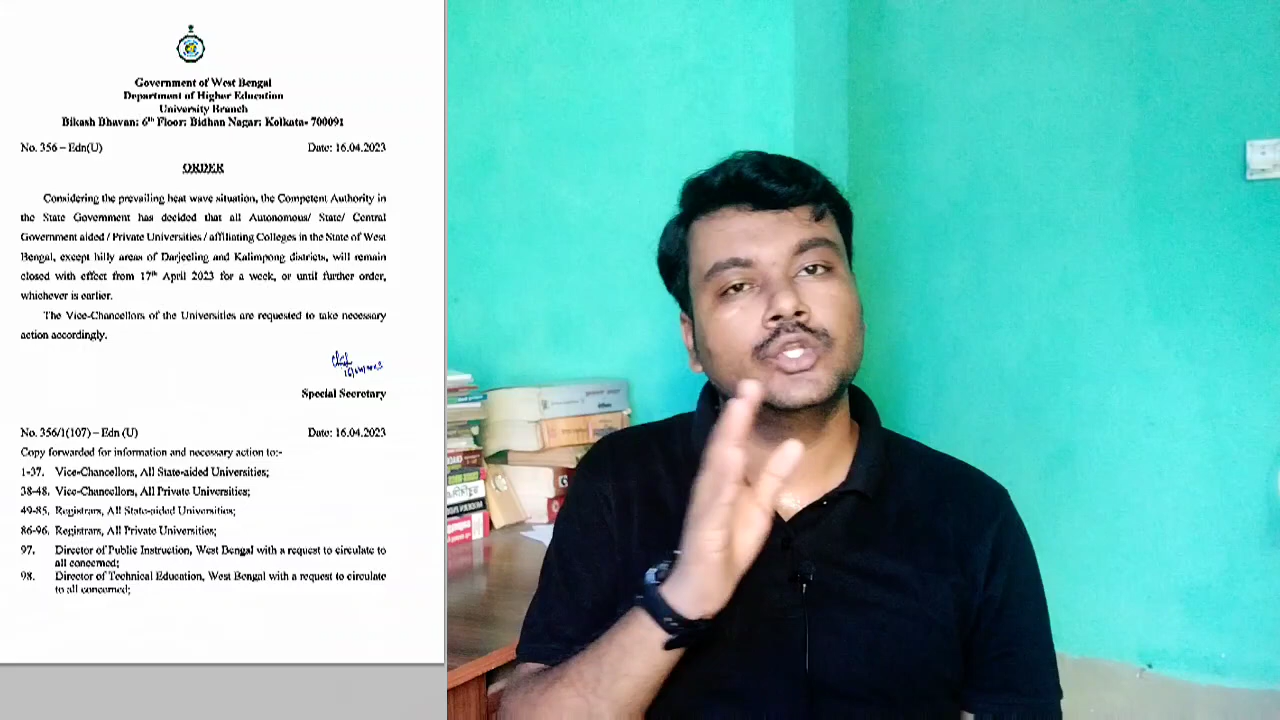 Government of West Bengal
Department of Higher Education
University Branch
Bikash Bhavan: 6th Floor: Bidhan Nagar: Kolkata- 700091
No. 356 – Edn(U) Date: 16.04.2023
ORDER
Considering the prevailing heat wave situation, the Competent Authority in
the State Government has decided that all Autonomous/ State/ Central
Government aided / Private Universities / affiliating Colleges in the State of West
Bengal, except hilly areas of Darjeeling and Kalimpong districts, will remain
closed with effect from 17th April 2023 for a week, or until further order,
whichever is earlier.
The Vice-Chancellors of the Universities are requested to take necessary
action accordingly.
Special Secretary
No. 356/1(107) – Edn (U) Date: 16.04.2023
Copy forwarded for information and necessary action to:-
1-37. Vice-Chancellors, All State-aided Universities;
38-48. Vice-Chancellors, All Private Universities;
49-85. Registrars, All State-aided Universities;
86-96. Registrars, All Private Universities;
97. Director of Public Instruction, West Bengal with a request to circulate to
all concerned;
98. Director of Technical Education, West Bengal with a request to circulate
to all concerned;